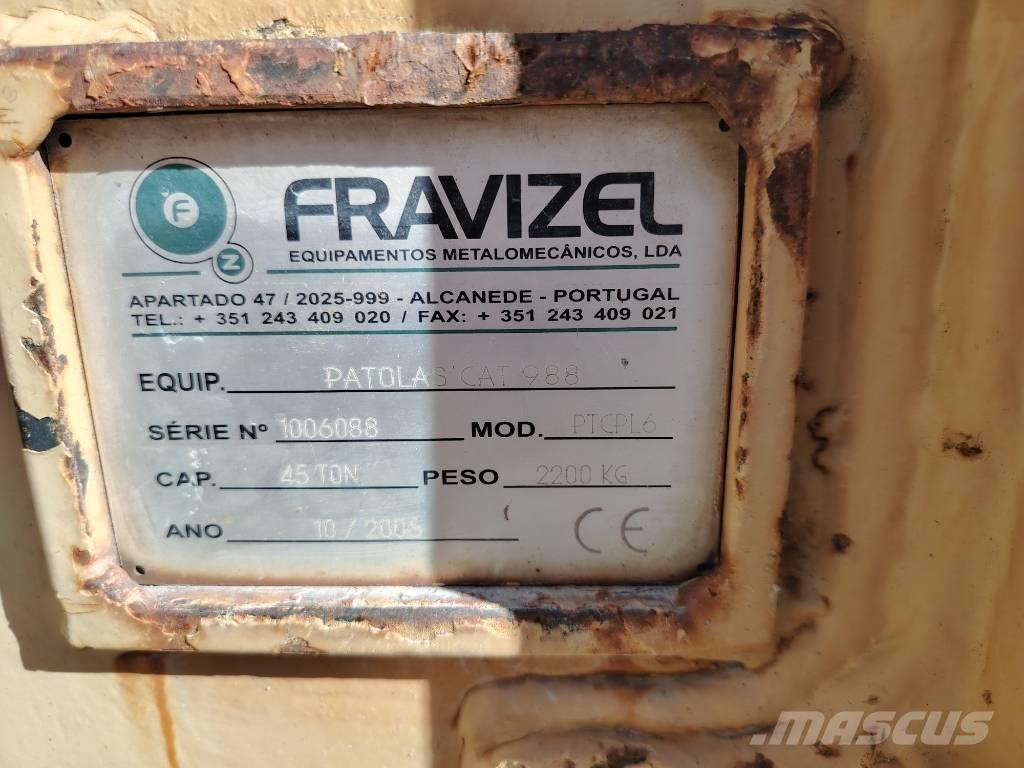 F
Z
FRAVIZEL
EQUIPAMENTOS METALOMECÂNICOS, LDA
APARTADO 47 / 2025-999 - ALCANEDE - PORTUGAL
TEL.: + 351 243 409 020 / FAX: + 351 243 409 021
EQUIP. PATOLAS CAT 988
SÉRIE Nº 1006088 MOD. PTCPL6
CAP. 45 TON PESO 2200 KG
ANO 10 / 2006
CE
MASCUS